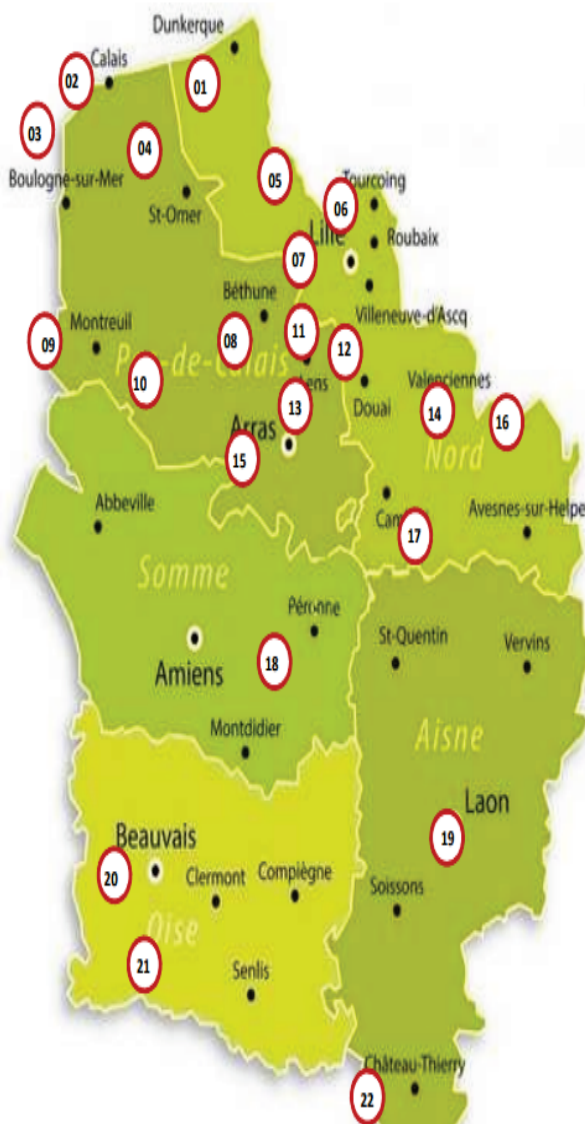 Dunkerque
Calais
02
01
03
04
Boulogne-sur-Mer
St-Omer
05
Tourcoing
06
Lille
Roubaix
07
Béthune
Villeneuve-d'Ascq
09
Montreuil
08
11
12
Pas-de-Calais
10
Douai
Valenciennes
13
14
16
Arras
15
Nord
Abbeville
17
Avesnes-sur-Helpe
Somme
Péronne
St-Quentin
Vervins
Amiens
18
Montdidier
Aisne
Laon
19
Beauvais
20
Clermont
Compiègne
Soissons
Oise
21
Senlis
Château-Thierry
22